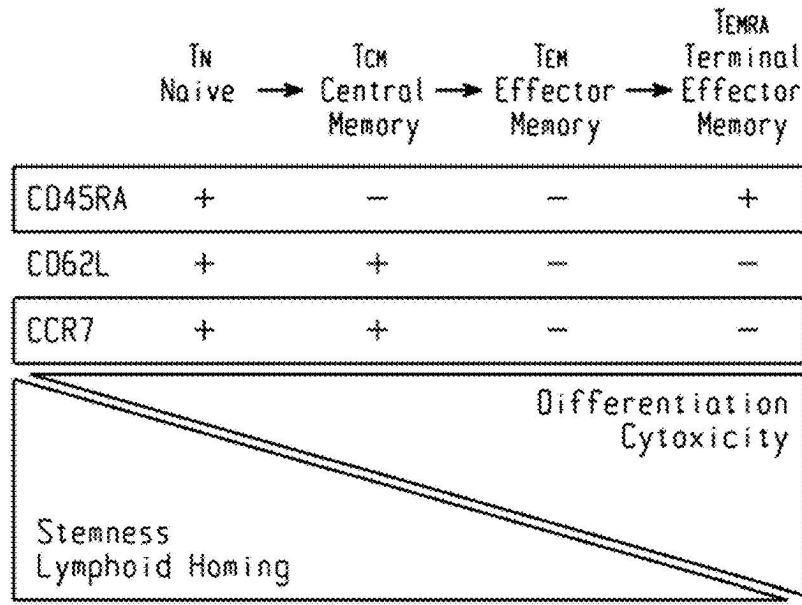 TN TCM TEM TEMRA
Naive → Central → Effector → Terminal
Memory Memory Effector
Memory
CD45RA + − − +
CD62L + + − −
CCR7 + + − −
Differentiation
Cytoxicity
Stemness
Lymphoid Homing